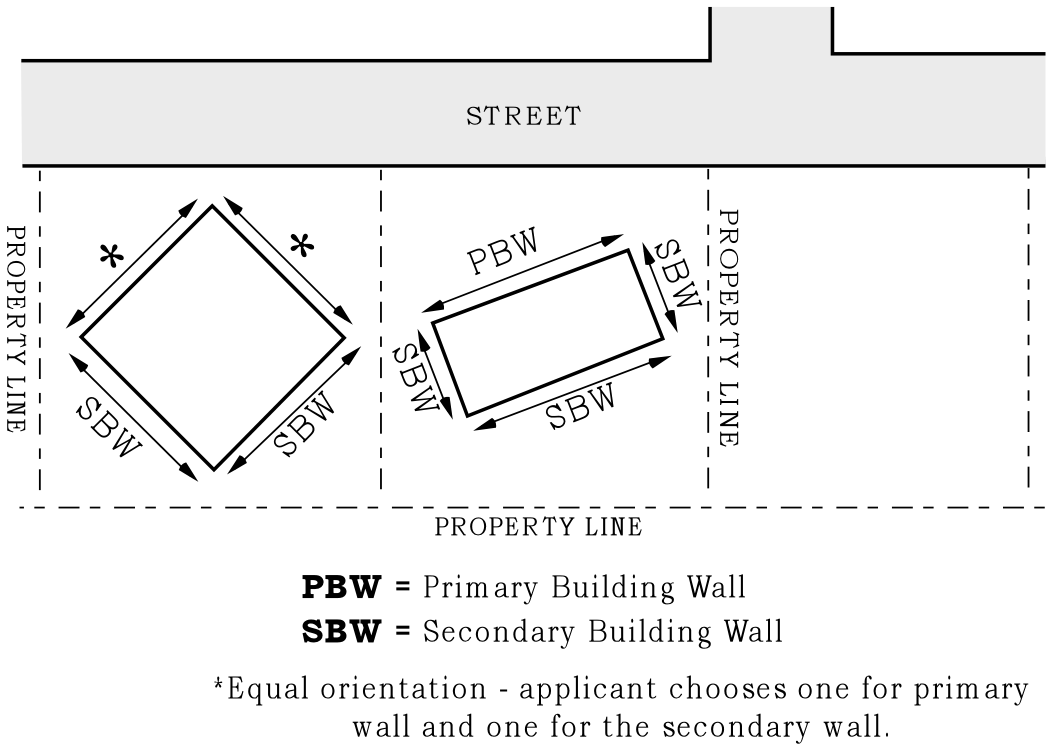 STREET
*
*
PBW
SBW
PROPERTY LINE
PROPERTY LINE
SBW
SBW
SBW
SBW
PROPERTY LINE
PBW = Primary Building Wall
SBW = Secondary Building Wall
*Equal orientation - applicant chooses one for primary
wall and one for the secondary wall.